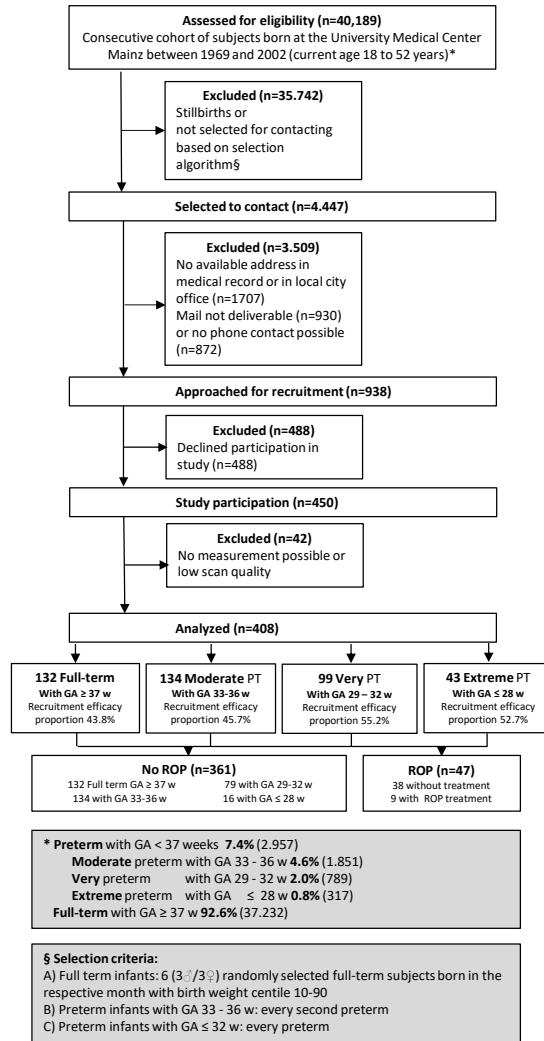 Assessed for eligibility (n=40,189)
Consecutive cohort of subjects born at the University Medical Center
Mainz between 1969 and 2002 (current age 18 to 52 years)*
Excluded (n=35.742)
Stillbirths or
not selected for contacting
based on selection
algorithm§
Selected to contact (n=4.447)
Excluded (n=3.509)
No available address in
medical record or in local city
office (n=1707)
Mail not deliverable (n=930)
or no phone contact possible
(n=872)
Approached for recruitment (n=938)
Excluded (n=488)
Declined participation in
study (n=488)
Study participation (n=450)
Excluded (n=42)
No measurement possible or
low scan quality
Analyzed (n=408)
132 Full-term
With GA ≥ 37 w
Recruitment efficacy
proportion 43.8%
134 Moderate PT
With GA 33-36 w
Recruitment efficacy
proportion 45.7%
99 Very PT
With GA 29 – 32 w
Recruitment efficacy
proportion 55.2%
43 Extreme PT
With GA ≤ 28 w
Recruitment efficacy
proportion 52.7%
No ROP (n=361)
132 Full term GA ≥ 37 w 79 with GA 29-32 w
134 with GA 33-36 w 16 with GA ≤ 28 w
ROP (n=47)
38 without treatment
9 with ROP treatment
* Preterm with GA < 37 weeks 7.4% (2.957)
Moderate preterm with GA 33 - 36 w 4.6% (1.851)
Very preterm with GA 29 - 32 w 2.0% (789)
Extreme preterm with GA ≤ 28 w 0.8% (317)
Full-term with GA ≥ 37 w 92.6% (37.232)
§ Selection criteria:
A) Full term infants: 6 (3♂/3♀) randomly selected full-term subjects born in the
respective month with birth weight centile 10-90
B) Preterm infants with GA 33 - 36 w: every second preterm
C) Preterm infants with GA ≤ 32 w: every preterm